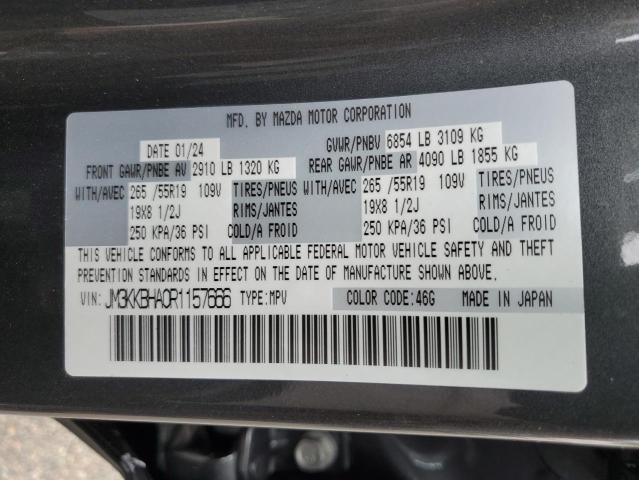 MFD. BY MAZDA MOTOR CORPORATION
DATE 01/24 GVWR/PNBV 6854 LB 3109 KG
FRONT GAWR/PNBE AV 2910 LB 1320 KG REAR GAWR/PNBE AR 4090 LB 1855 KG
WITH/AVEC 265 /55R19 109V TIRES/PNEUS WITH/AVEC 265 /55R19 109V TIRES/PNEUS
19X8 1/2J RIMS/JANTES 19X8 1/2J RIMS/JANTES
250 KPA/36 PSI COLD/A FROID 250 KPA/36 PSI COLD/A FROID
THIS VEHICLE CONFORMS TO ALL APPLICABLE FEDERAL MOTOR VEHICLE SAFETY AND THEFT
PREVENTION STANDARDS IN EFFECT ON THE DATE OF MANUFACTURE SHOWN ABOVE.
VIN: JM3KKBHA0R1157666 TYPE:MPV COLOR CODE:46G MADE IN JAPAN